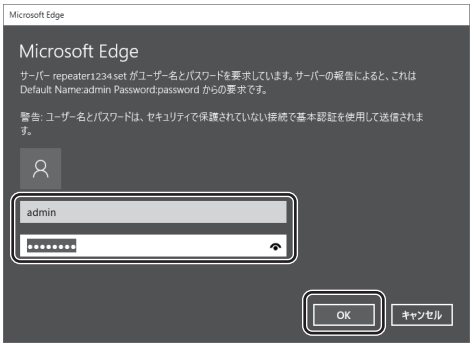 Microsoft Edge
Microsoft Edge
サーバー repeater1234.set がユーザー名とパスワードを要求しています。サーバーの報告によると、これは
Default Name:admin Password:password からの要求です。
警告: ユーザー名とパスワードは、セキュリティで保護されていない接続で基本認証を使用して送信されま
す。
admin
••••••••
OK
キャンセル